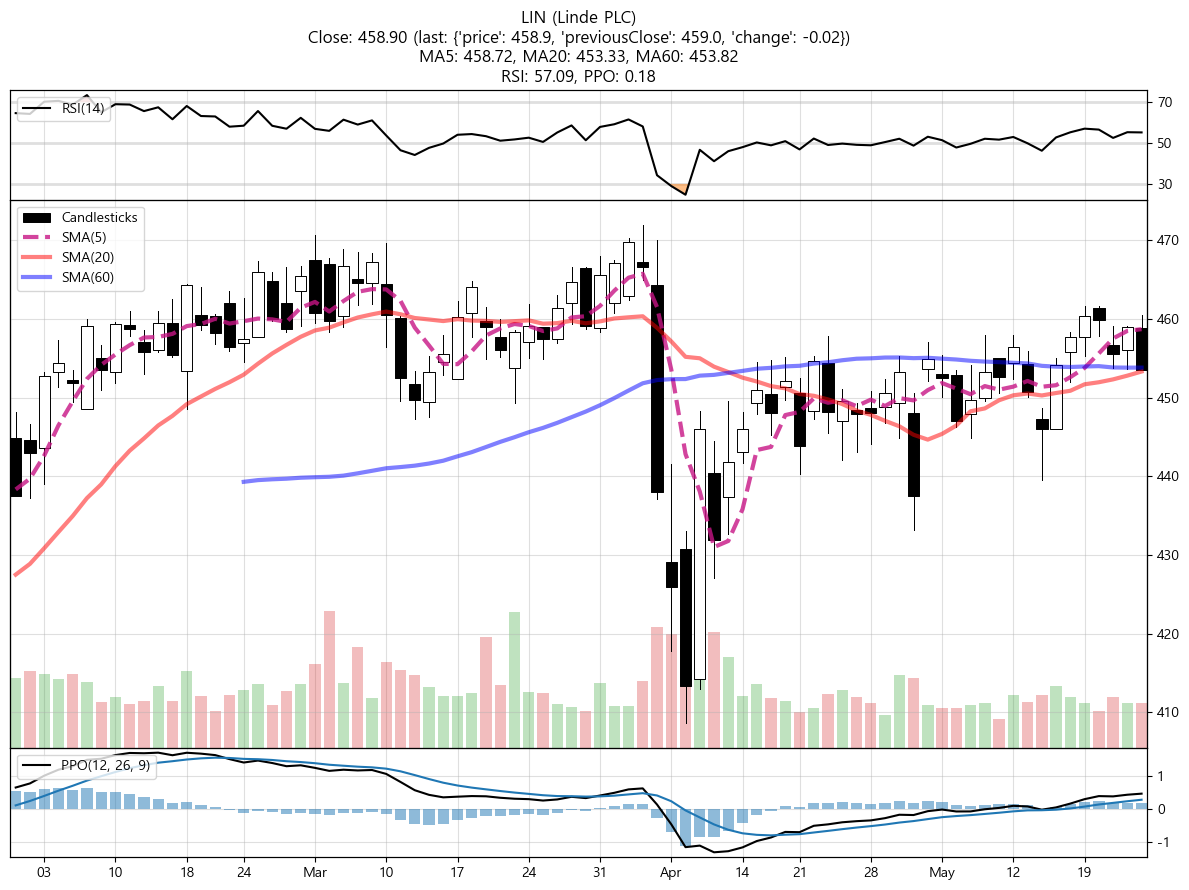 LIN (Linde PLC)
Close: 458.90 (last: {'price': 458.9, 'previousClose': 459.0, 'change': -0.02})
MA5: 458.72, MA20: 453.33, MA60: 453.82
RSI: 57.09, PPO: 0.18
RSI(14)
70
50
30
Candlesticks
SMA(5)
SMA(20)
SMA(60)
470
460
450
440
430
420
410
PPO(12, 26, 9)
1
0
-1
03 10 18 24 Mar 10 17 24 31 Apr 14 21 28 May 12 19